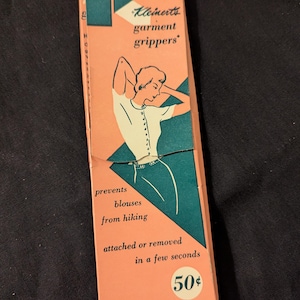 Kleinert's
garment
grippers*
prevents
blouses
from hiking
attached or removed
in a few seconds
50¢